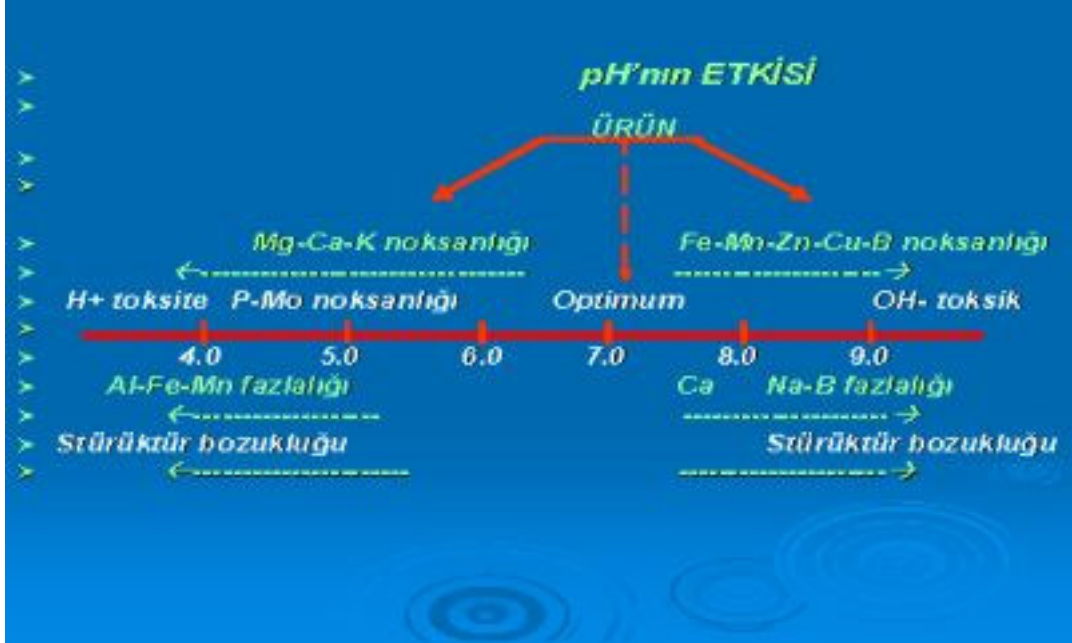 pH'nın ETKİSİ
ÜRÜN
Mg-Ca-K noksanlığı Fe-Mn-Zn-Cu-B noksanlığı
H+ toksite P-Mo noksanlığı Optimum OH- toksik
4.0 5.0 6.0 7.0 8.0 9.0
Al-Fe-Mn fazlalığı Ca Na-B fazlalığı
Stürüktür bozukluğu Stürüktür bozukluğu